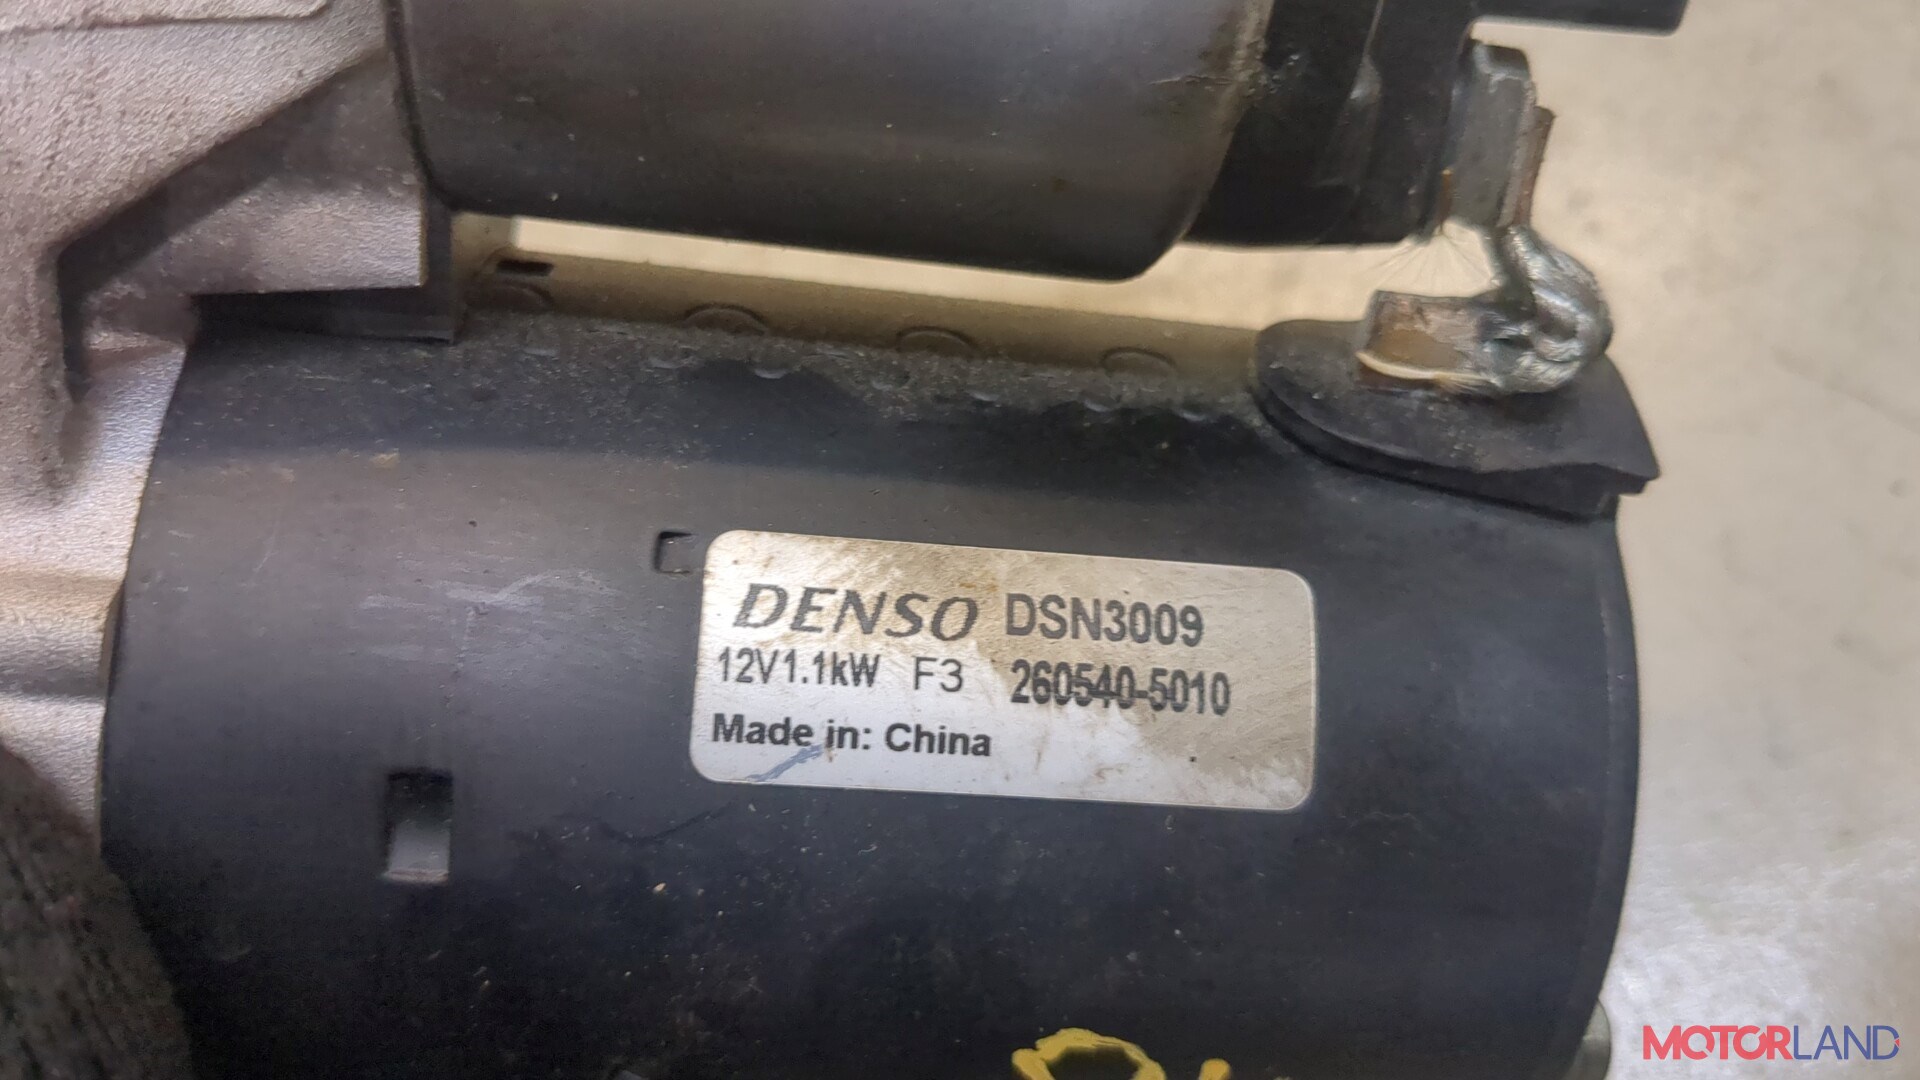 DENSO DSN3009
12V1.1kW F3 260540-5010
Made in: China
MOTORLAND